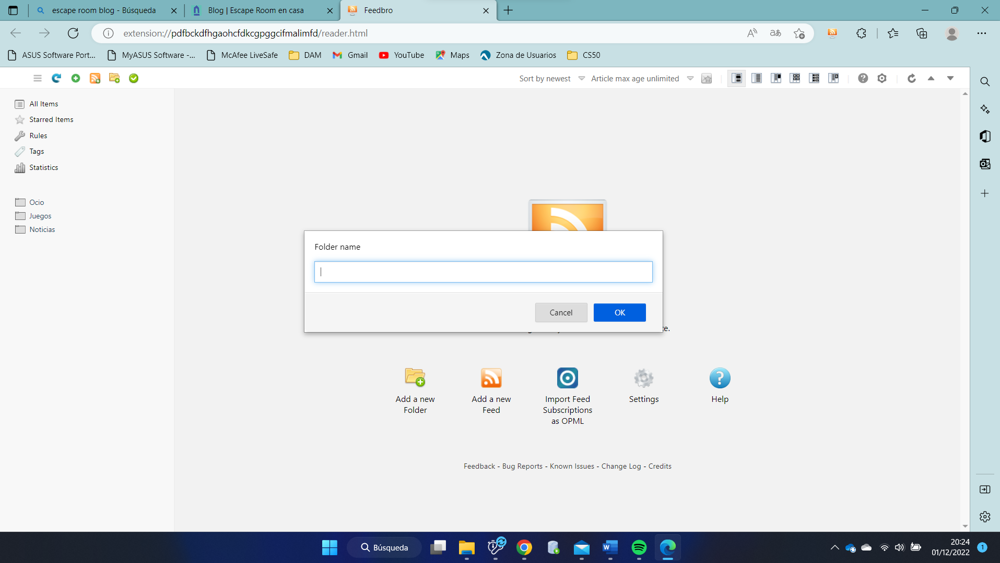 escape room blog - Búsqueda
Blog | Escape Room en casa
Feedbro
extension://pdfbckdfhgaohcfdkcgpggcifmalimfd/reader.html
ASUS Software Port...
MyASUS Software -...
McAfee LiveSafe
DAM
Gmail
YouTube
Maps
Zona de Usuarios
CS50
Sort by newest
Article max age unlimited
All Items
Starred Items
Rules
Tags
Statistics
Ocio
Juegos
Noticias
Folder name
Cancel
OK
Add a new
Folder
Add a new
Feed
Import Feed
Subscriptions
as OPML
Settings
Help
Feedback - Bug Reports - Known Issues - Change Log - Credits
Búsqueda
20:24
01/12/2022
1